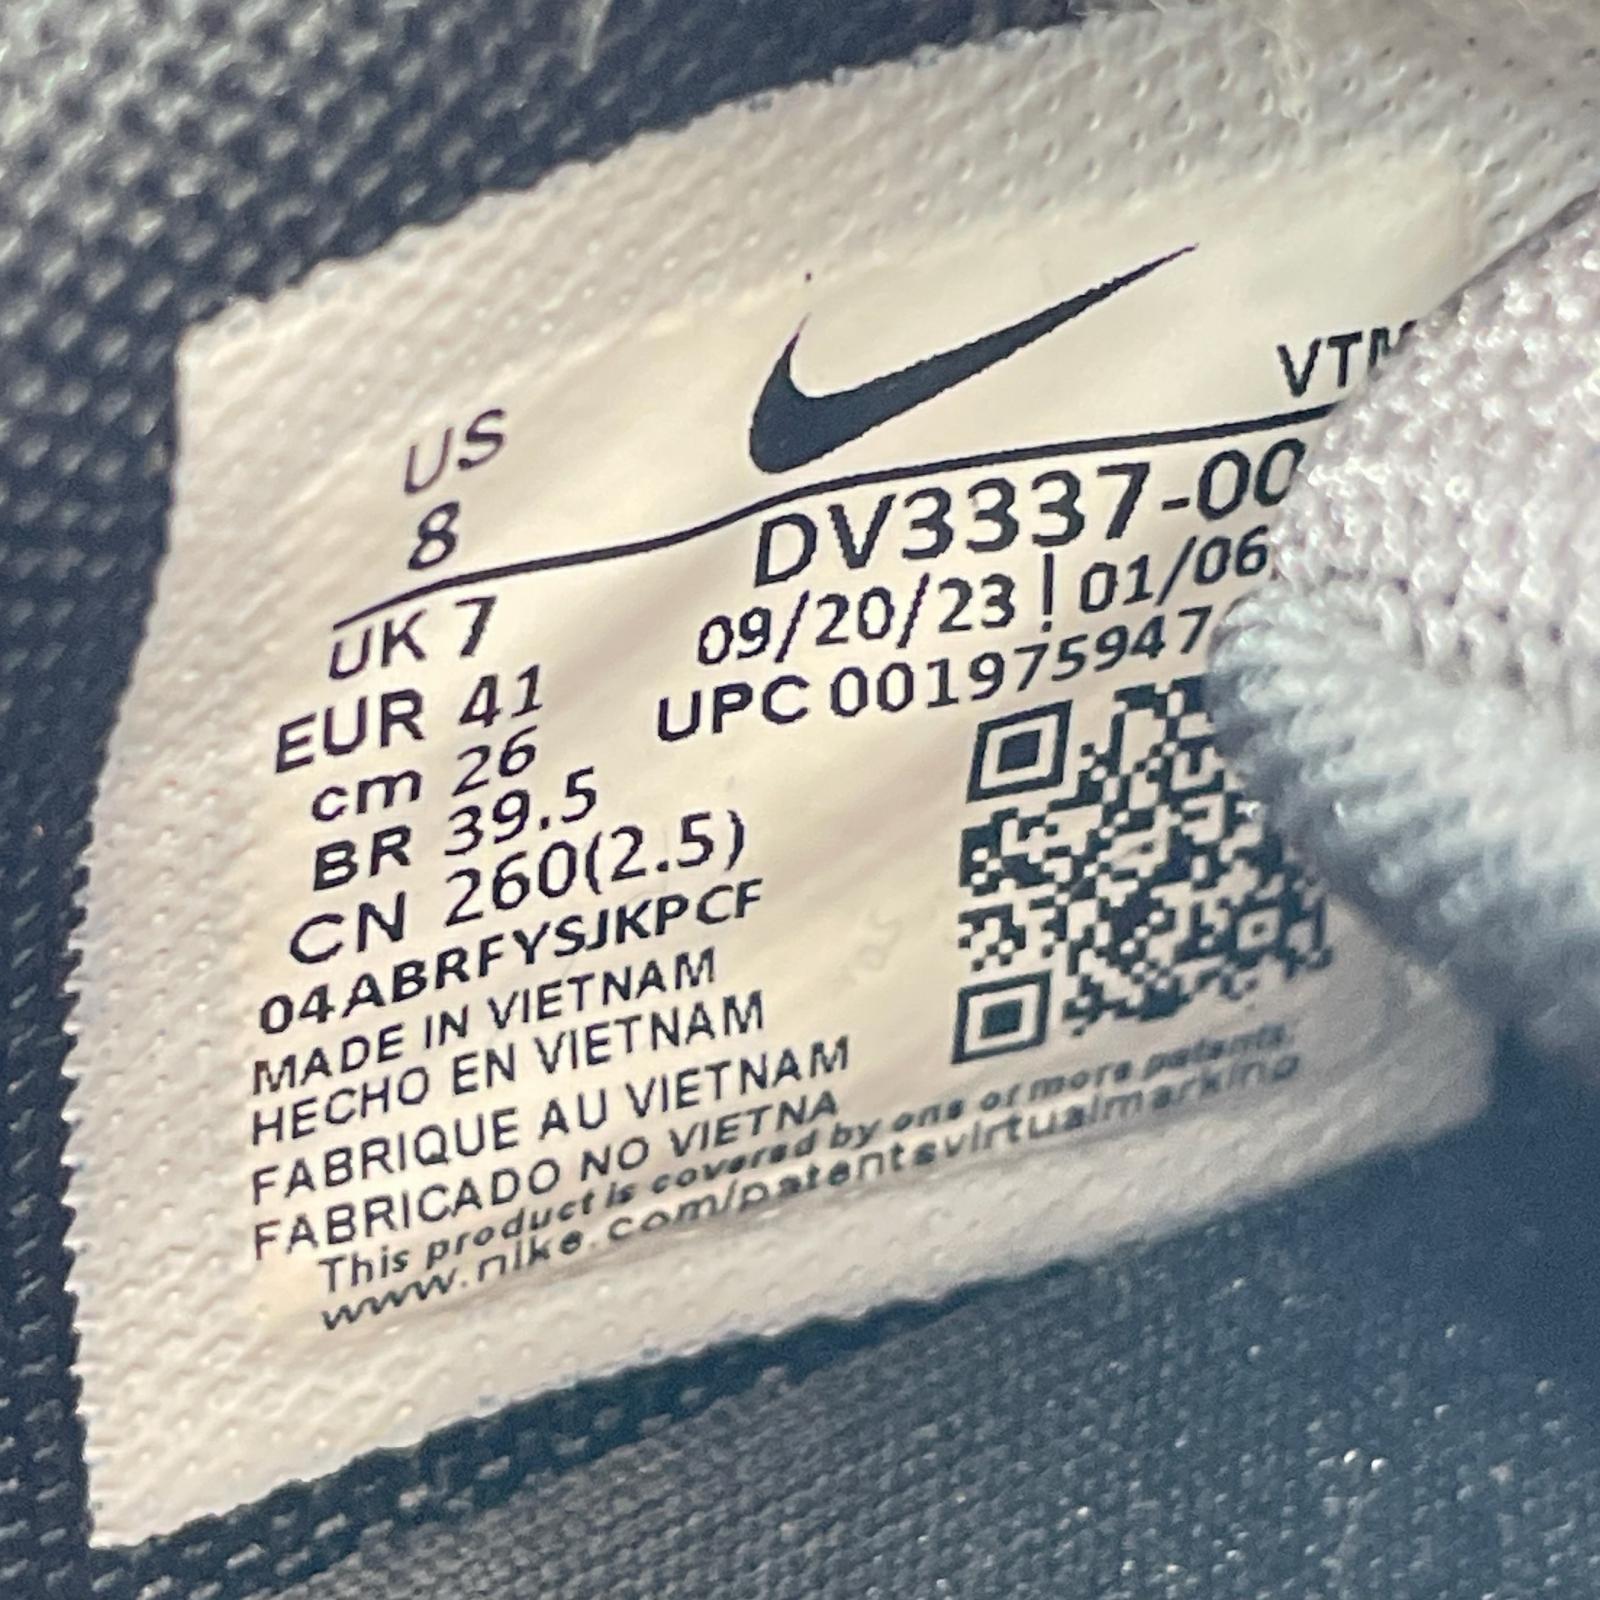 US
8
VTM
DV3337-00
09/20/23 | 01/06
UPC 001975947
UK 7
EUR 41
cm 26
BR 39.5
CN 260(2.5)
04ABRFYSJKPCF
MADE IN VIETNAM
HECHO EN VIETNAM
FABRIQUE AU VIETNAM
FABRICADO NO VIETNA
This product is covered by one or more patents.
www.nike.com/patentsvirtualmarking